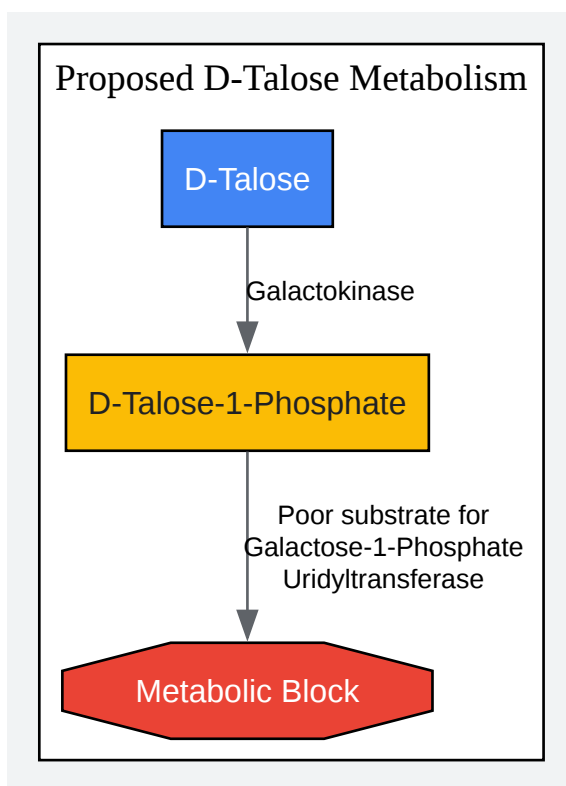 Proposed D-Talose Metabolism
D-Talose
Galactokinase
D-Talose-1-Phosphate
Poor substrate for
Galactose-1-Phosphate
Uridyltransferase
Metabolic Block